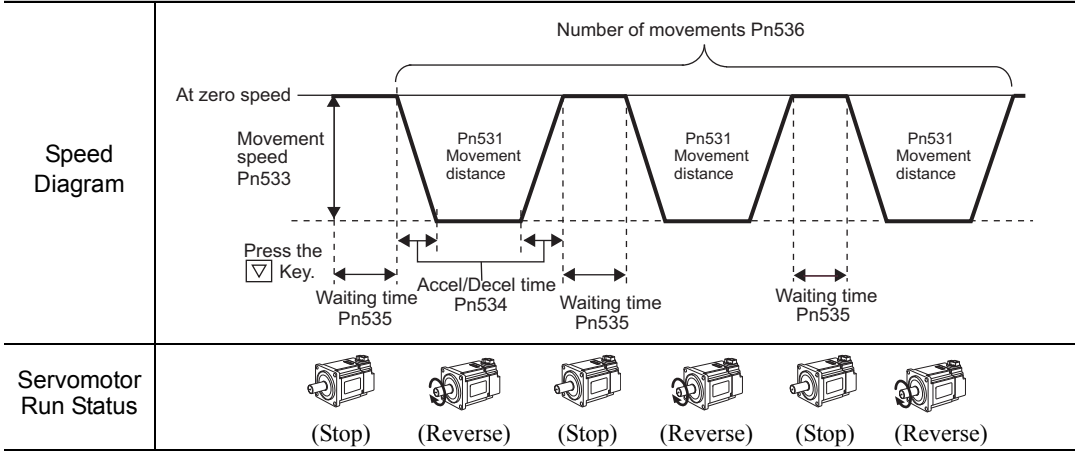 Number of movements Pn536
At zero speed
Speed
Diagram
Movement
speed
Pn533
Pn531
Movement
distance
Pn531
Movement
distance
Pn531
Movement
distance
Press the
▽ Key.
Waiting time
Pn535
Accel/Decel time
Pn534
Waiting time
Pn535
Waiting time
Pn535
Servomotor
Run Status
(Stop) (Reverse) (Stop) (Reverse) (Stop) (Reverse)